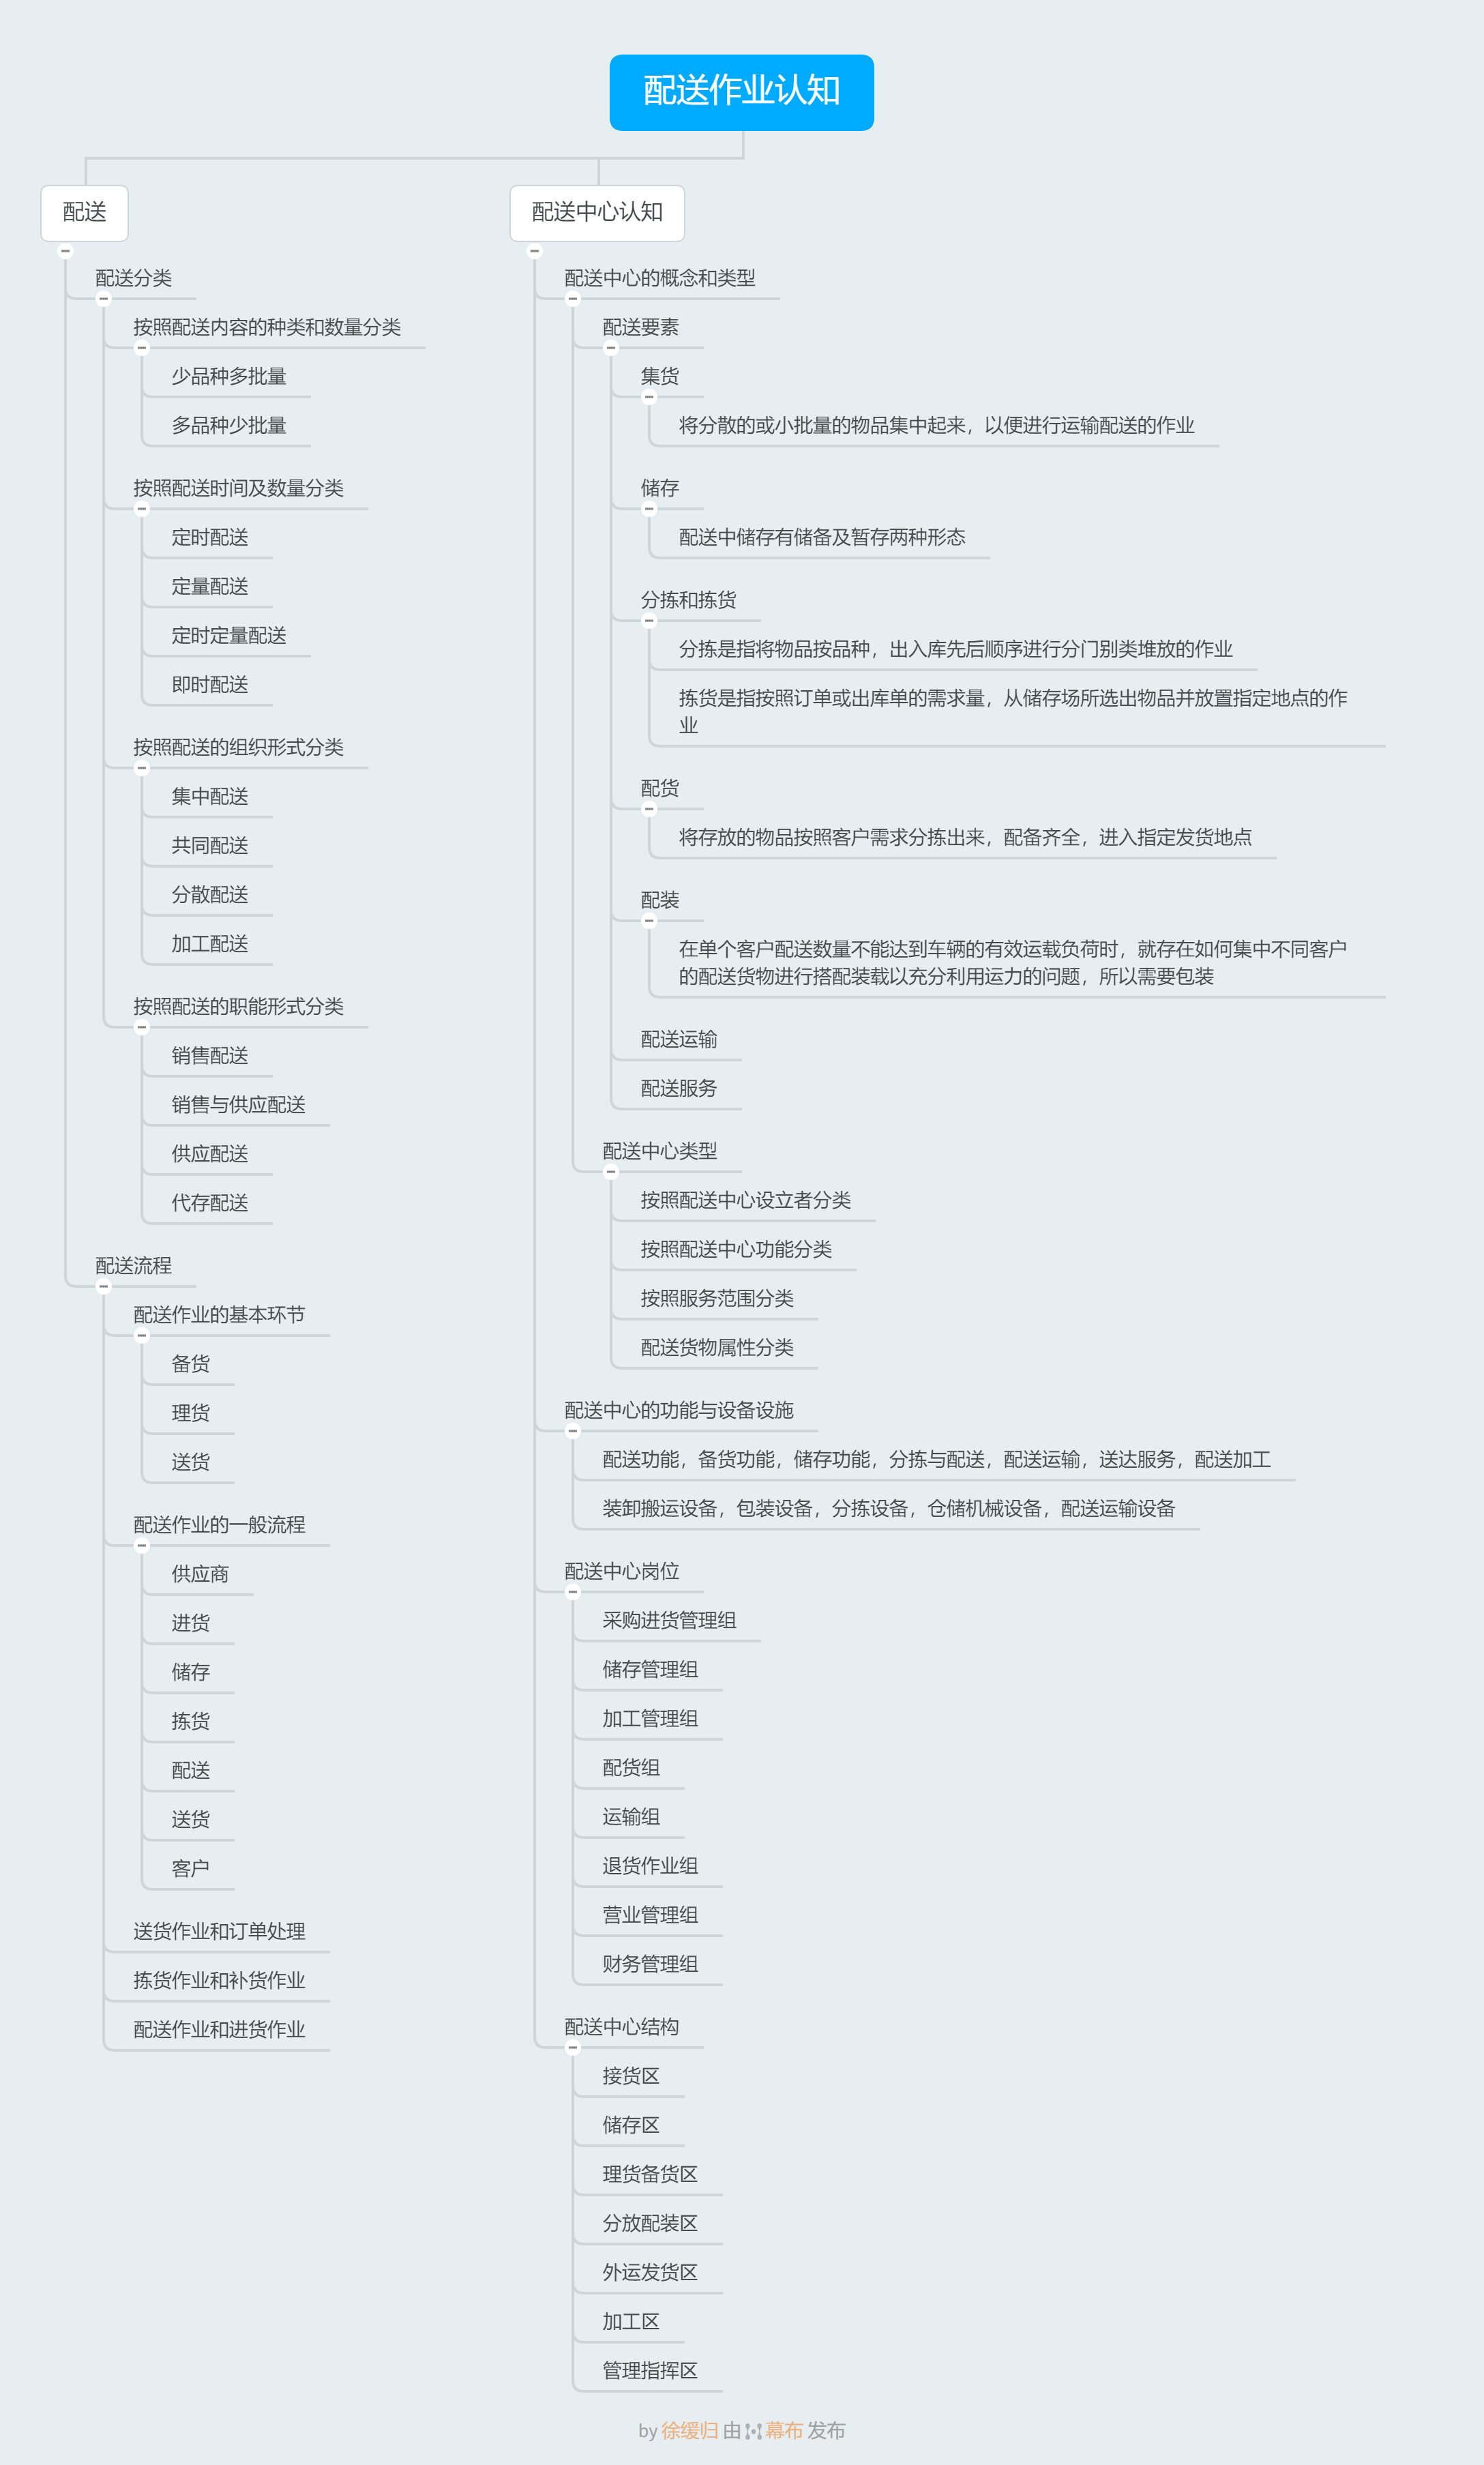 配送作业认知
配送
配送分类
按照配送内容的种类和数量分类
少品种多批量
多品种少批量
按照配送时间及数量分类
定时配送
定量配送
定时定量配送
即时配送
按照配送的组织形式分类
集中配送
共同配送
分散配送
加工配送
按照配送的职能形式分类
销售配送
销售与供应配送
供应配送
代存配送
配送流程
配送作业的基本环节
备货
理货
送货
配送作业的一般流程
供应商
进货
储存
拣货
配送
送货
客户
送货作业和订单处理
拣货作业和补货作业
配送作业和进货作业
配送中心认知
配送中心的概念和类型
配送要素
集货
将分散的或小批量的物品集中起来，以便进行运输配送的作业
储存
配送中储存有储备及暂存两种形态
分拣和拣货
分拣是指将物品按品种，出入库先后顺序进行分门别类堆放的作业
拣货是指按照订单或出库单的需求量，从储存场所选出物品并放置指定地点的作
业
配货
将存放的物品按照客户需求分拣出来，配备齐全，进入指定发货地点
配装
在单个客户配送数量不能达到车辆的有效运载负荷时，就存在如何集中不同客户
的配送货物进行搭配装载以充分利用运力的问题，所以需要包装
配送运输
配送服务
配送中心类型
按照配送中心设立者分类
按照配送中心功能分类
按照服务范围分类
配送货物属性分类
配送中心的功能与设备设施
配送功能，备货功能，储存功能，分拣与配送，配送运输，送达服务，配送加工
装卸搬运设备，包装设备，分拣设备，仓储机械设备，配送运输设备
配送中心岗位
采购进货管理组
储存管理组
加工管理组
配货组
运输组
退货作业组
营业管理组
财务管理组
配送中心结构
接货区
储存区
理货备货区
分放配装区
外运发货区
加工区
管理指挥区
by 徐缓归 由 幕布 发布